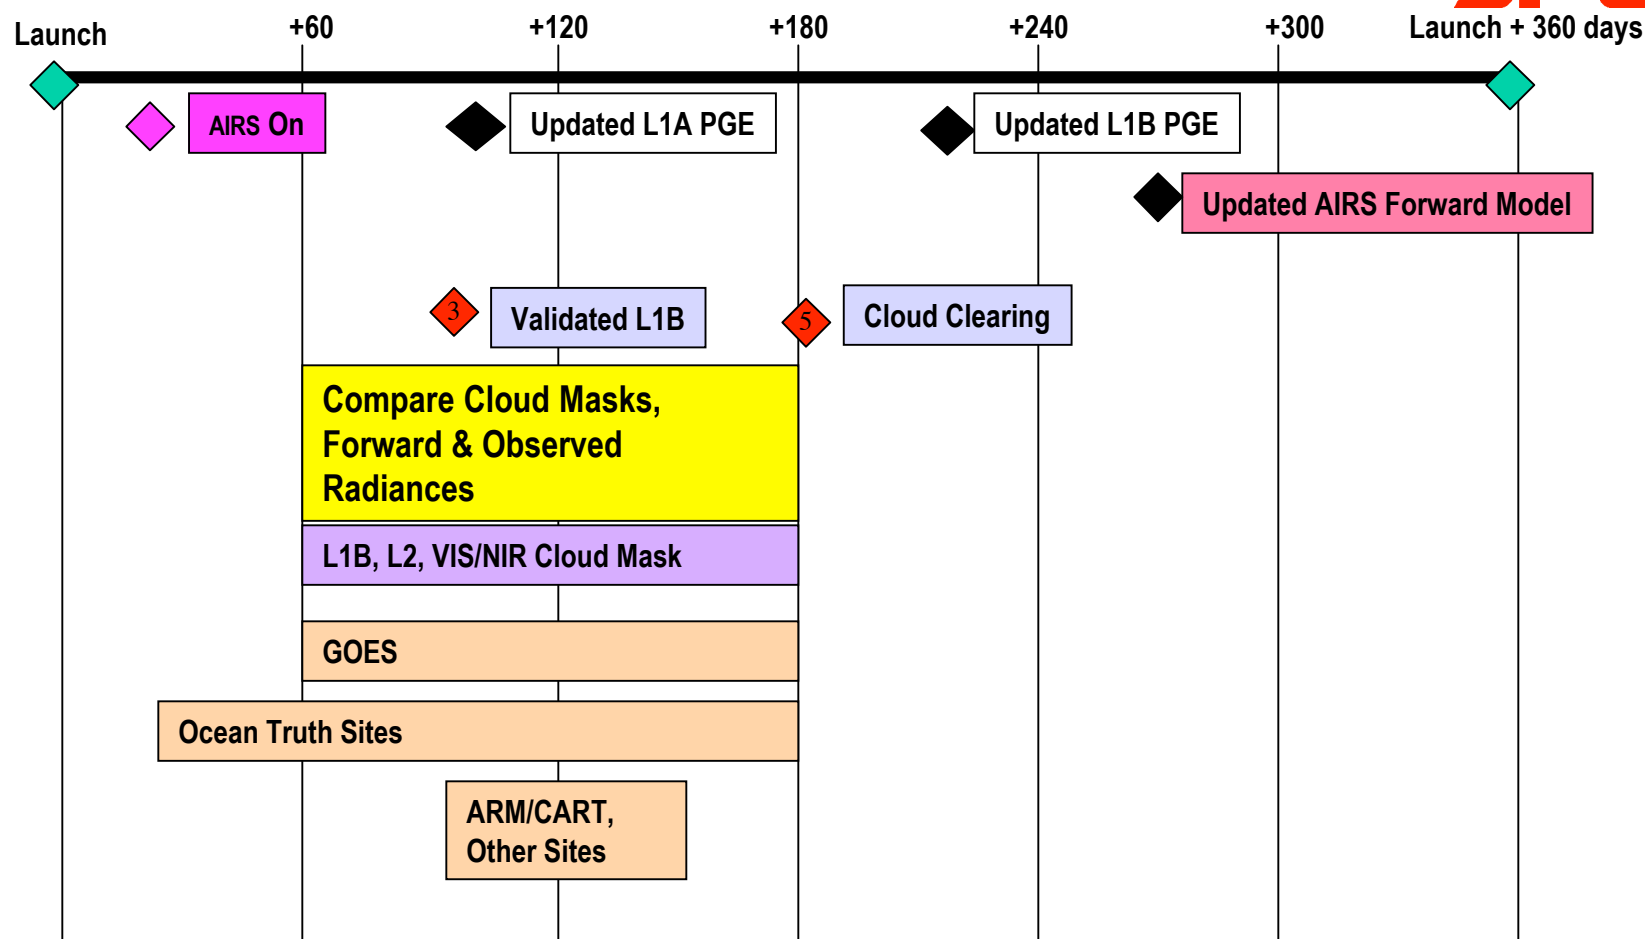 Launch
+60
+120
+180
+240
+300
Launch + 360 days
AIRS On
Updated L1A PGE
Updated L1B PGE
Updated AIRS Forward Model
3
Validated L1B
5
Cloud Clearing
Compare Cloud Masks,
Forward & Observed
Radiances
L1B, L2, VIS/NIR Cloud Mask
GOES
Ocean Truth Sites
ARM/CART,
Other Sites